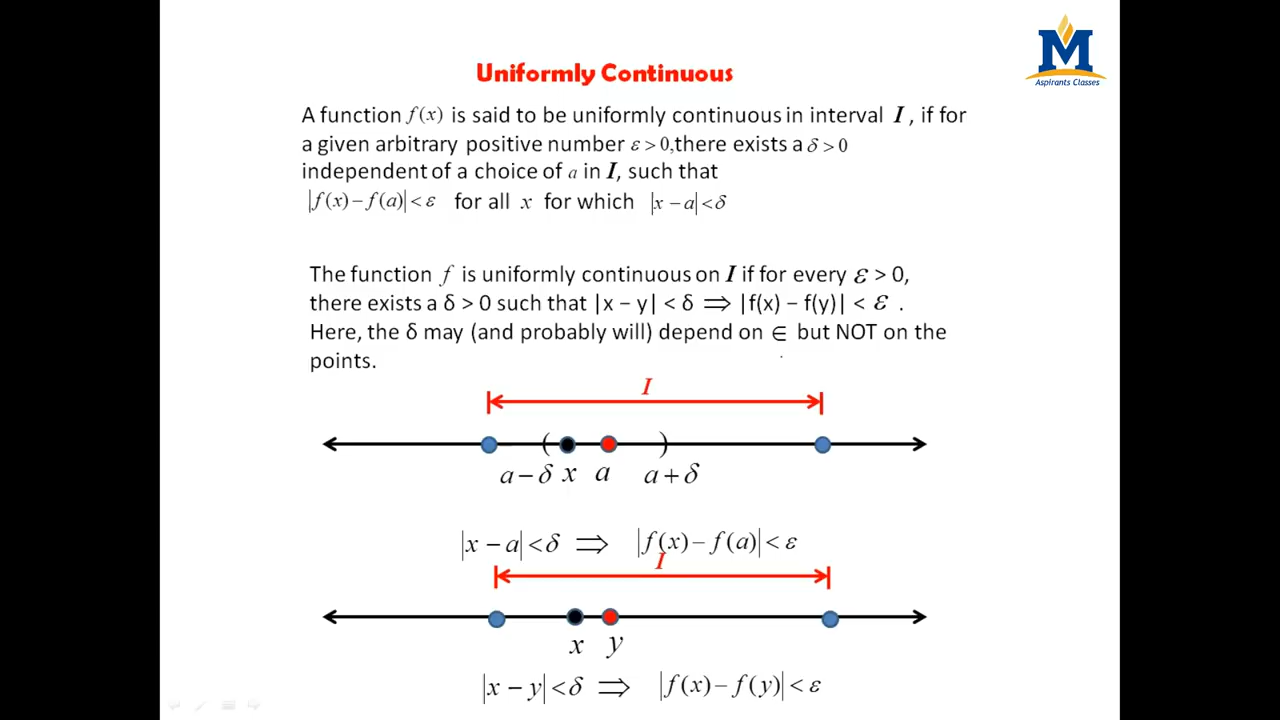 M
Aspirants Classes
Uniformly Continuous
A function f(x) is said to be uniformly continuous in interval I , if for
a given arbitrary positive number ε > 0,there exists a δ > 0
independent of a choice of a in I, such that
|f(x) − f(a)| < ε for all x for which |x − a| < δ
The function f is uniformly continuous on I if for every ε > 0,
there exists a δ > 0 such that |x − y| < δ ⇒ |f(x) − f(y)| < ε .
Here, the δ may (and probably will) depend on ∈ but NOT on the
points.
I
( )
a − δ x a a + δ
|x − a| < δ ⇒ |f(x) − f(a)| < ε
I
x y
|x − y| < δ ⇒ |f(x) − f(y)| < ε